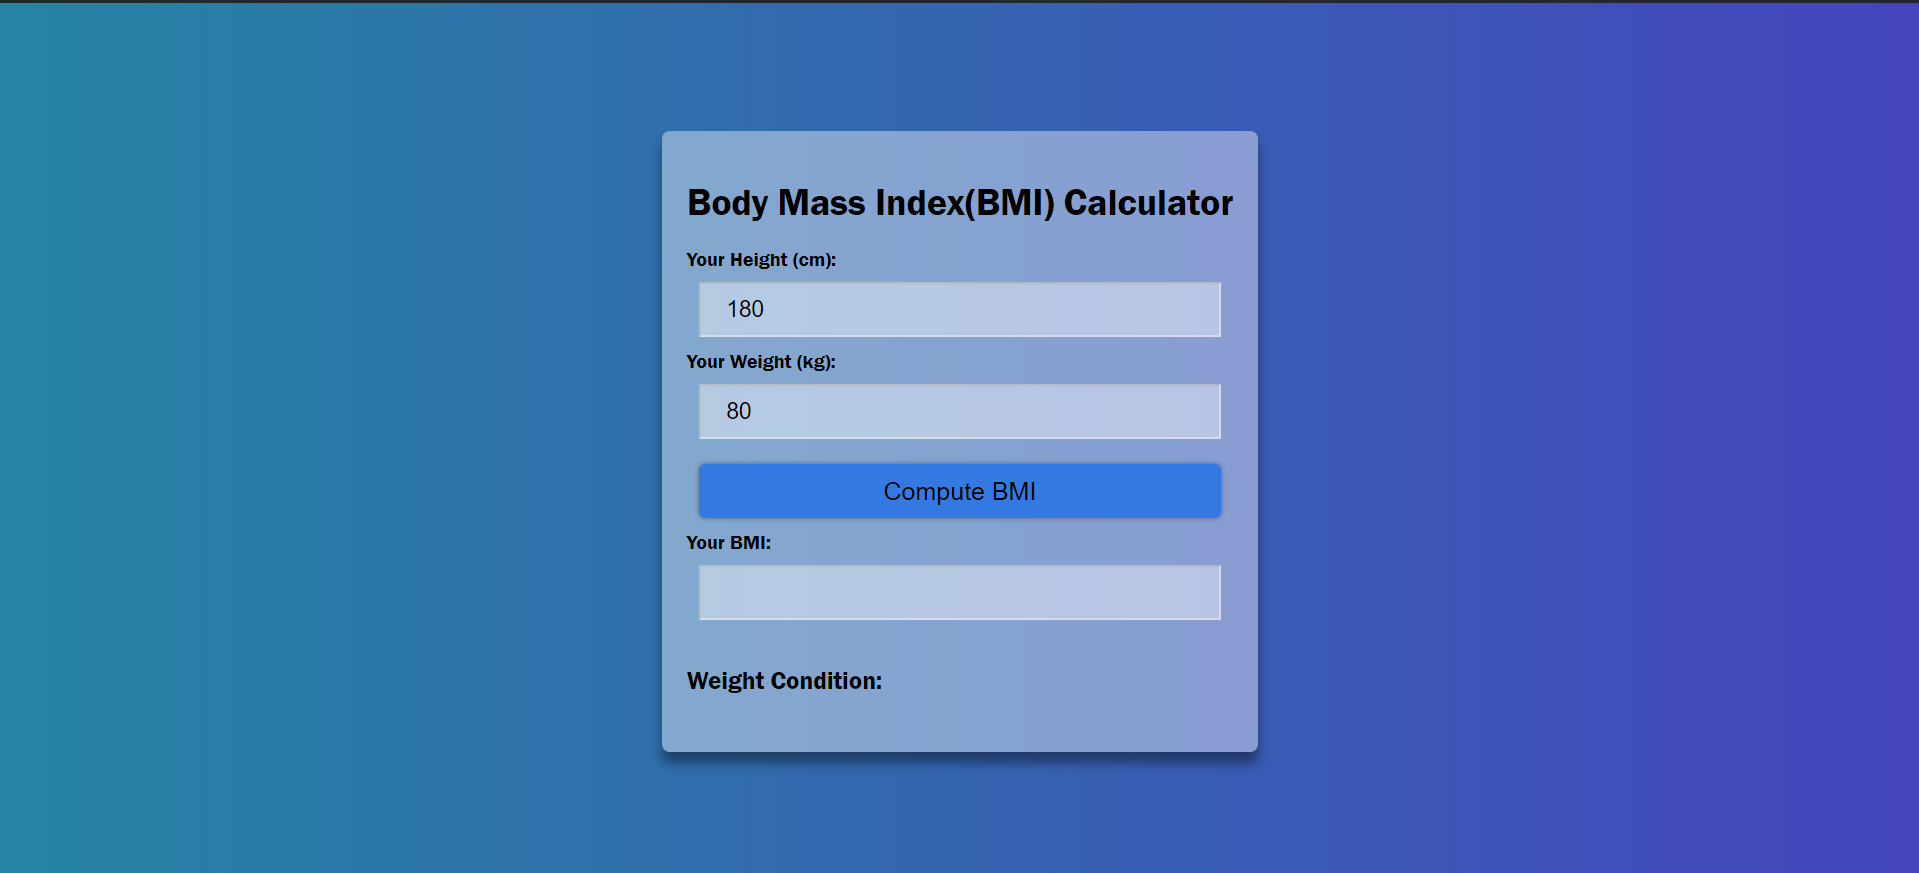 Body Mass Index(BMI) Calculator
Your Height (cm):
180
Your Weight (kg):
80
Compute BMI
Your BMI:
Weight Condition: